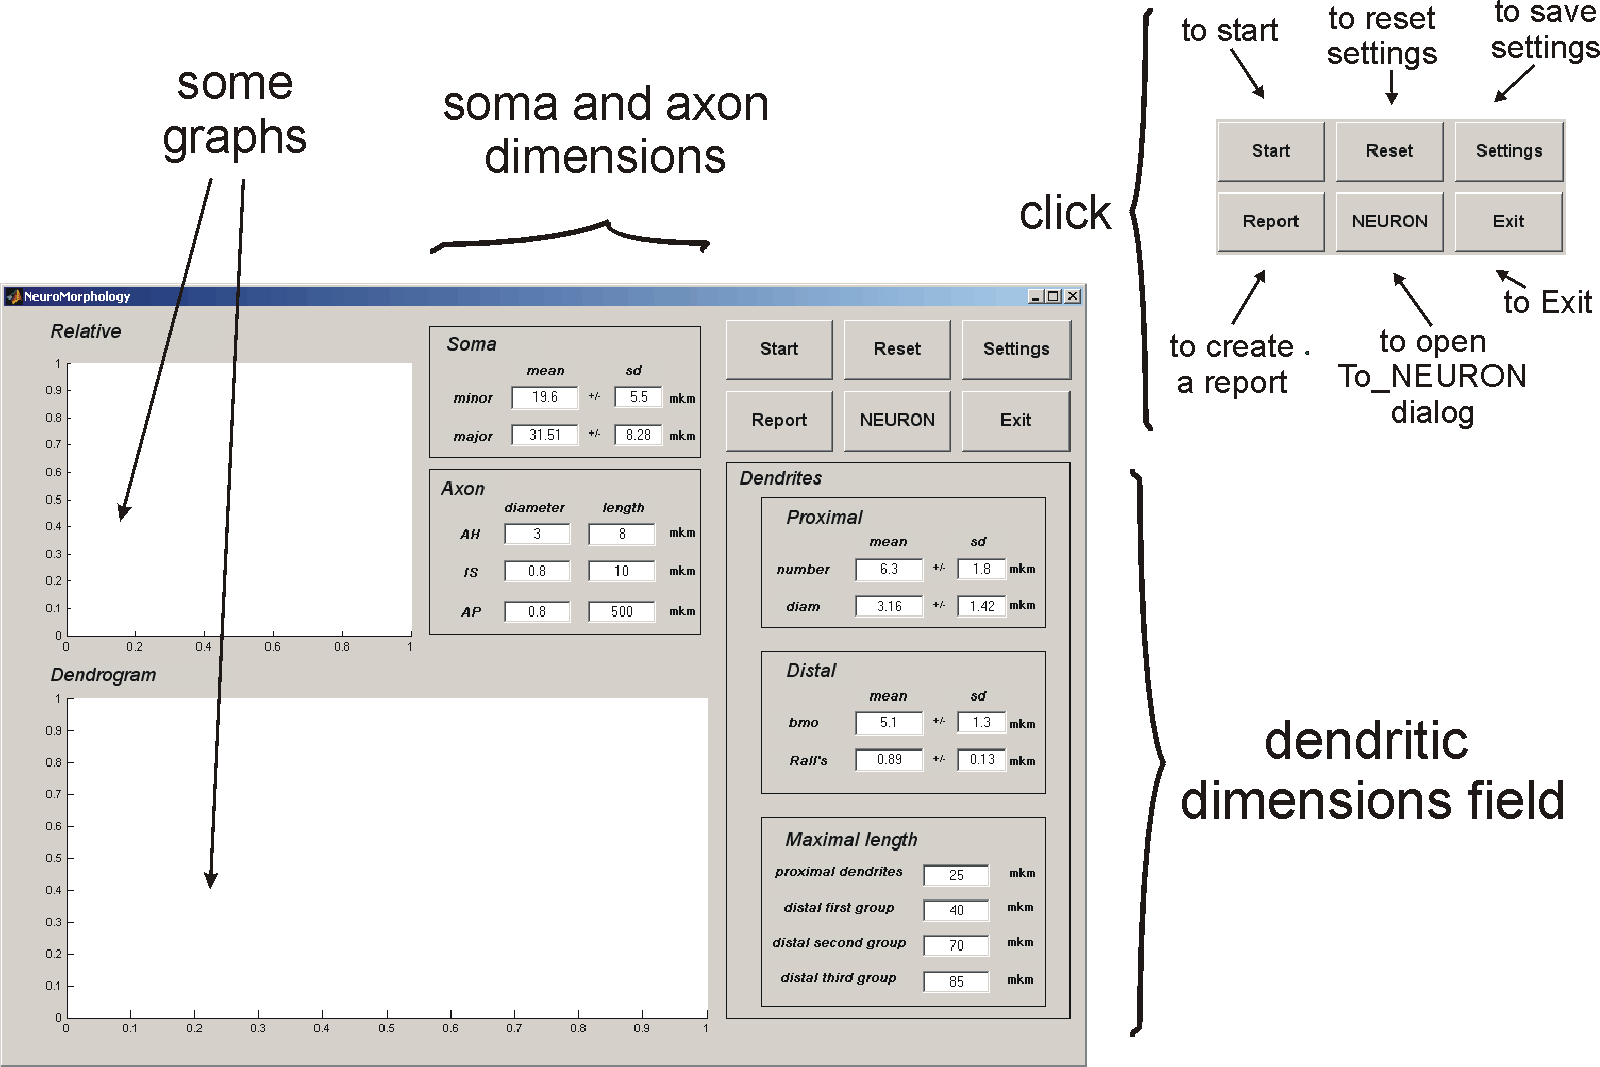 some
graphs
soma and axon
dimensions
click
to start
to reset
settings
to save
settings
Start Reset Settings
Report NEURON Exit
to create .
a report
to open
To_NEURON
dialog
to Exit
NeuroMorphology
Relative
1
0.9
0.8
0.7
0.6
0.5
0.4
0.3
0.2
0.1
0
0 0.2 0.4 0.6 0.8 1
Soma
mean sd
minor 19.6 +/- 5.5 mkm
major 31.51 +/- 8.28 mkm
Axon
diameter length
AH 3 8 mkm
IS 0.8 10 mkm
AP 0.8 500 mkm
Start Reset Settings
Report NEURON Exit
Dendrites
Proximal
mean sd
number 6.3 +/- 1.8 mkm
diam 3.16 +/- 1.42 mkm
Distal
mean sd
brno 5.1 +/- 1.3 mkm
Rall's 0.89 +/- 0.13 mkm
Maximal length
proximal dendrites 25 mkm
distal first group 40 mkm
distal second group 70 mkm
distal third group 85 mkm
Dendrogram
1
0.9
0.8
0.7
0.6
0.5
0.4
0.3
0.2
0.1
0
0 0.1 0.2 0.3 0.4 0.5 0.6 0.7 0.8 0.9 1
dendritic
dimensions field